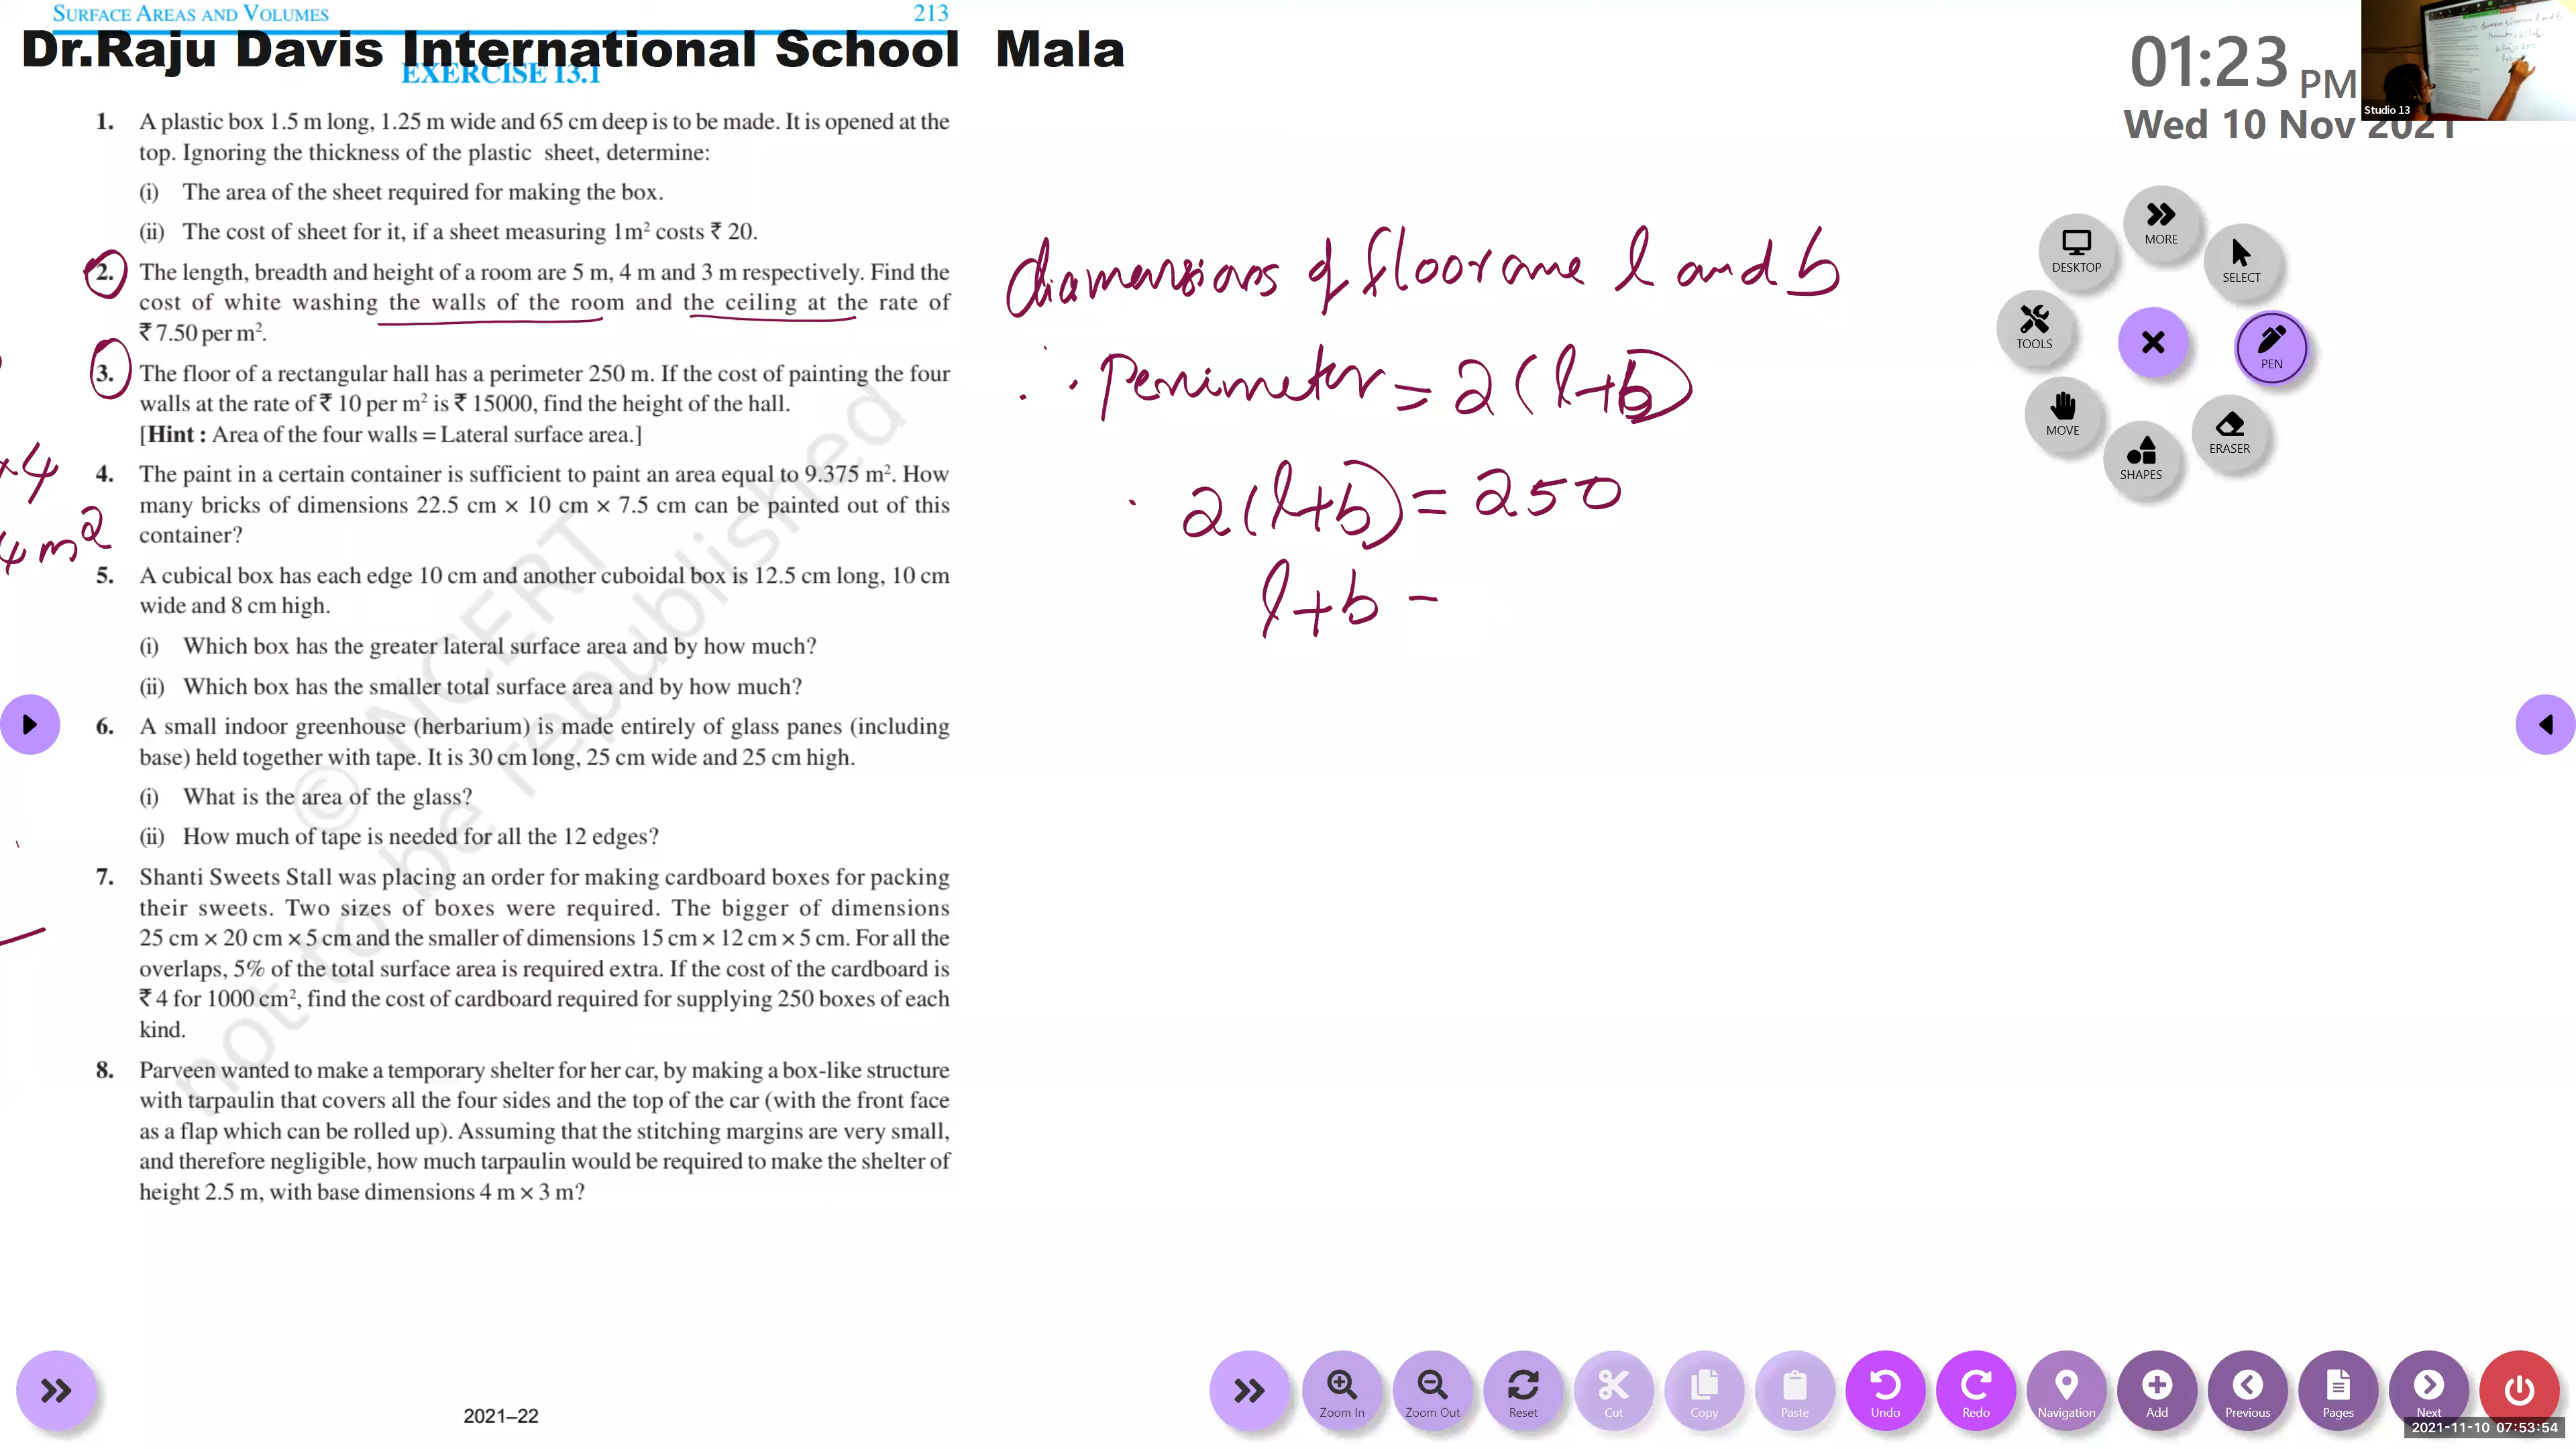 SURFACE AREAS AND VOLUMES 213
Dr.Raju Davis International School Mala
EXERCISE 13.1
1. A plastic box 1.5 m long, 1.25 m wide and 65 cm deep is to be made. It is opened at the
top. Ignoring the thickness of the plastic sheet, determine:
(i) The area of the sheet required for making the box.
(ii) The cost of sheet for it, if a sheet measuring 1m² costs ₹ 20.
2. The length, breadth and height of a room are 5 m, 4 m and 3 m respectively. Find the
cost of white washing the walls of the room and the ceiling at the rate of
₹ 7.50 per m².
3. The floor of a rectangular hall has a perimeter 250 m. If the cost of painting the four
walls at the rate of ₹ 10 per m² is ₹ 15000, find the height of the hall.
[Hint : Area of the four walls = Lateral surface area.]
4. The paint in a certain container is sufficient to paint an area equal to 9.375 m². How
many bricks of dimensions 22.5 cm × 10 cm × 7.5 cm can be painted out of this
container?
5. A cubical box has each edge 10 cm and another cuboidal box is 12.5 cm long, 10 cm
wide and 8 cm high.
(i) Which box has the greater lateral surface area and by how much?
(ii) Which box has the smaller total surface area and by how much?
6. A small indoor greenhouse (herbarium) is made entirely of glass panes (including
base) held together with tape. It is 30 cm long, 25 cm wide and 25 cm high.
(i) What is the area of the glass?
(ii) How much of tape is needed for all the 12 edges?
7. Shanti Sweets Stall was placing an order for making cardboard boxes for packing
their sweets. Two sizes of boxes were required. The bigger of dimensions
25 cm × 20 cm × 5 cm and the smaller of dimensions 15 cm × 12 cm × 5 cm. For all the
overlaps, 5% of the total surface area is required extra. If the cost of the cardboard is
₹ 4 for 1000 cm², find the cost of cardboard required for supplying 250 boxes of each
kind.
8. Parveen wanted to make a temporary shelter for her car, by making a box-like structure
with tarpaulin that covers all the four sides and the top of the car (with the front face
as a flap which can be rolled up). Assuming that the stitching margins are very small,
and therefore negligible, how much tarpaulin would be required to make the shelter of
height 2.5 m, with base dimensions 4 m × 3 m?
2021–22
© NCERT
not to be republished
×4
4 m2
diamensions of floor are l and b
∴ Perimeter = 2(l+b)
2(l+b) = 250
l+b -
01:23 PM
Wed 10 Nov 2021
Studio 13
MORE
DESKTOP
SELECT
TOOLS
PEN
MOVE
ERASER
SHAPES
Zoom In Zoom Out Reset Cut Copy Paste Undo Redo Navigation Add Previous Pages Next
2021-11-10 07:53:54